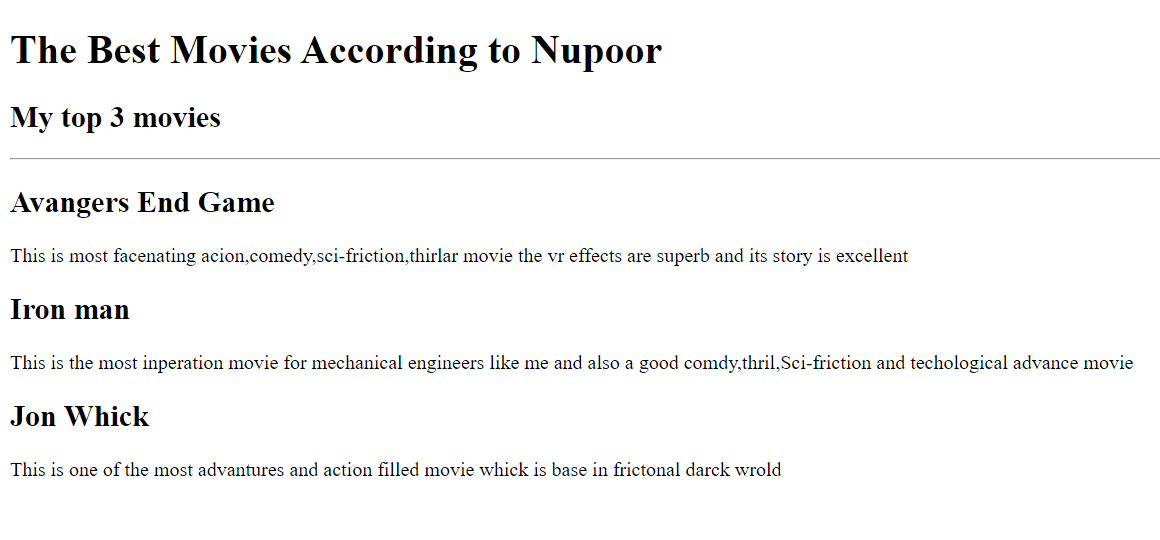 The Best Movies According to Nupoor
My top 3 movies
Avangers End Game
This is most facenating acion,comedy,sci-friction,thirlar movie the vr effects are superb and its story is excellent
Iron man
This is the most inperation movie for mechanical engineers like me and also a good comdy,thril,Sci-friction and techological advance movie
Jon Whick
This is one of the most advantures and action filled movie whick is base in frictonal darck wrold